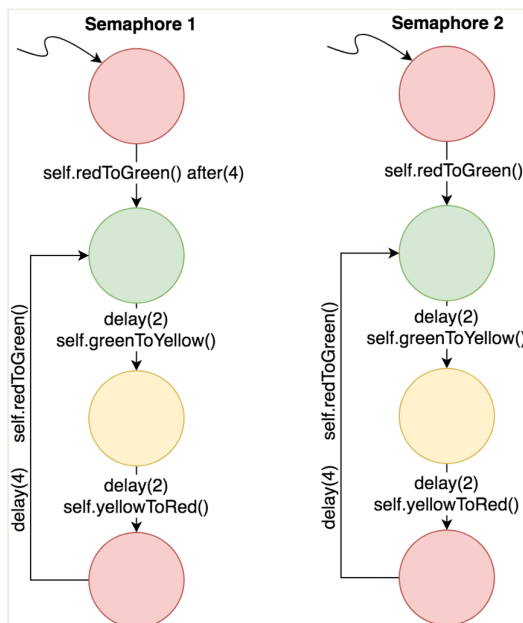 Semaphore 1
self.redToGreen() after(4)
delay(2)
self.greenToYellow()
delay(2)
self.yellowToRed()
self.redToGreen()
delay(4)
Semaphore 2
self.redToGreen()
delay(2)
self.greenToYellow()
delay(2)
self.yellowToRed()
self.redToGreen()
delay(4)